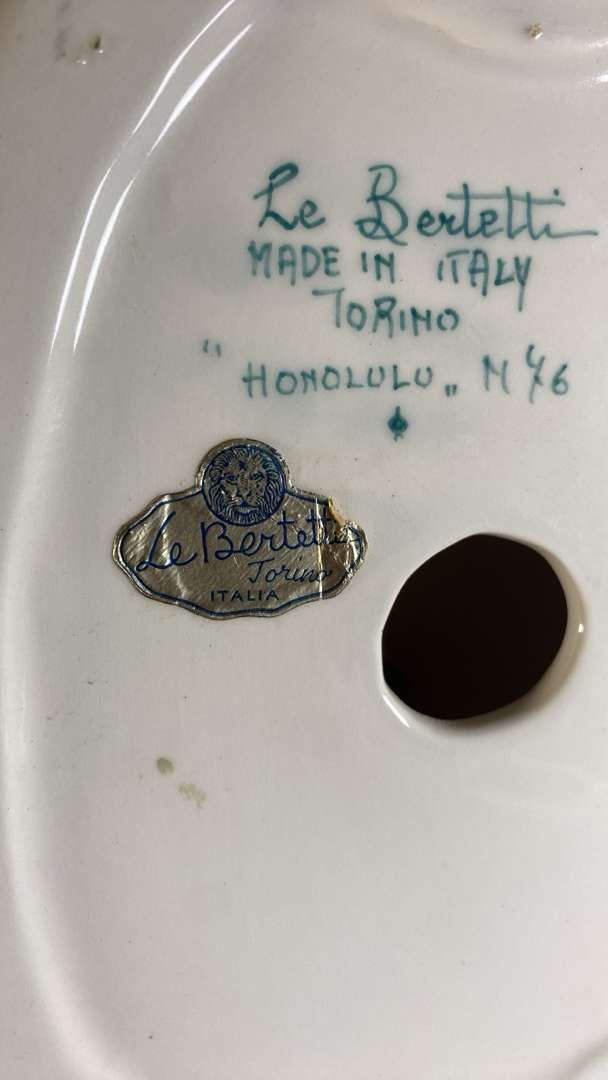 Le Bertetti
MADE IN ITALY
TORINO
"HONOLULU„ N 76
Le Bertetti
Torino
ITALIA